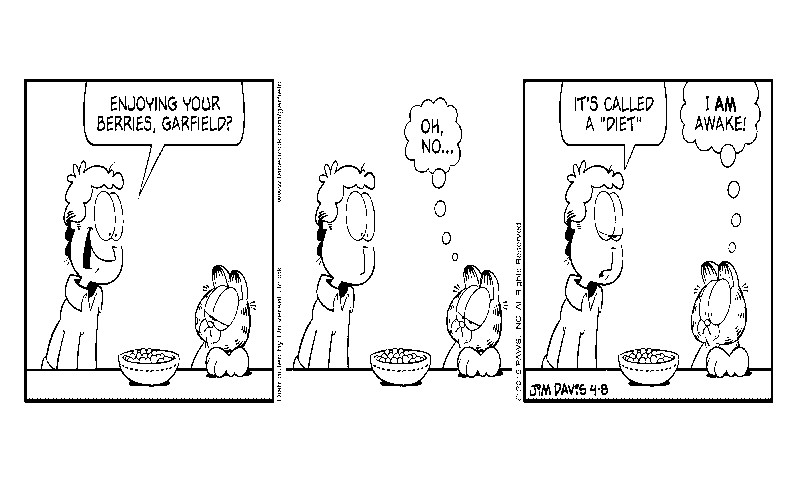 ENJOYING YOUR
BERRIES, GARFIELD?
OH,
NO...
IT'S CALLED
A "DIET"
I AM
AWAKE!
JIM DAVIS 4-8